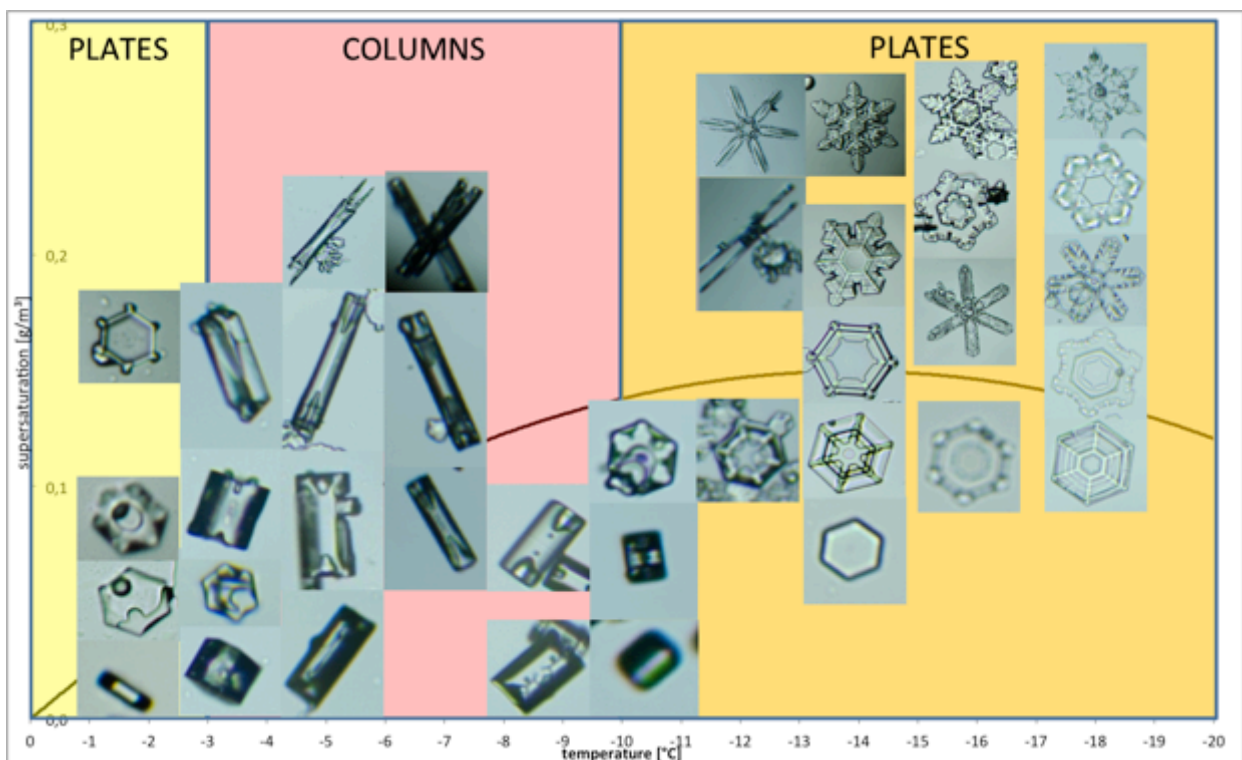 PLATES
COLUMNS
PLATES
0,3
0,2
0,1
0,0
supersaturation [g/m³]
0 -1 -2 -3 -4 -5 -6 -7 -8 -9 -10 -11 -12 -13 -14 -15 -16 -17 -18 -19 -20
temperature [°C]